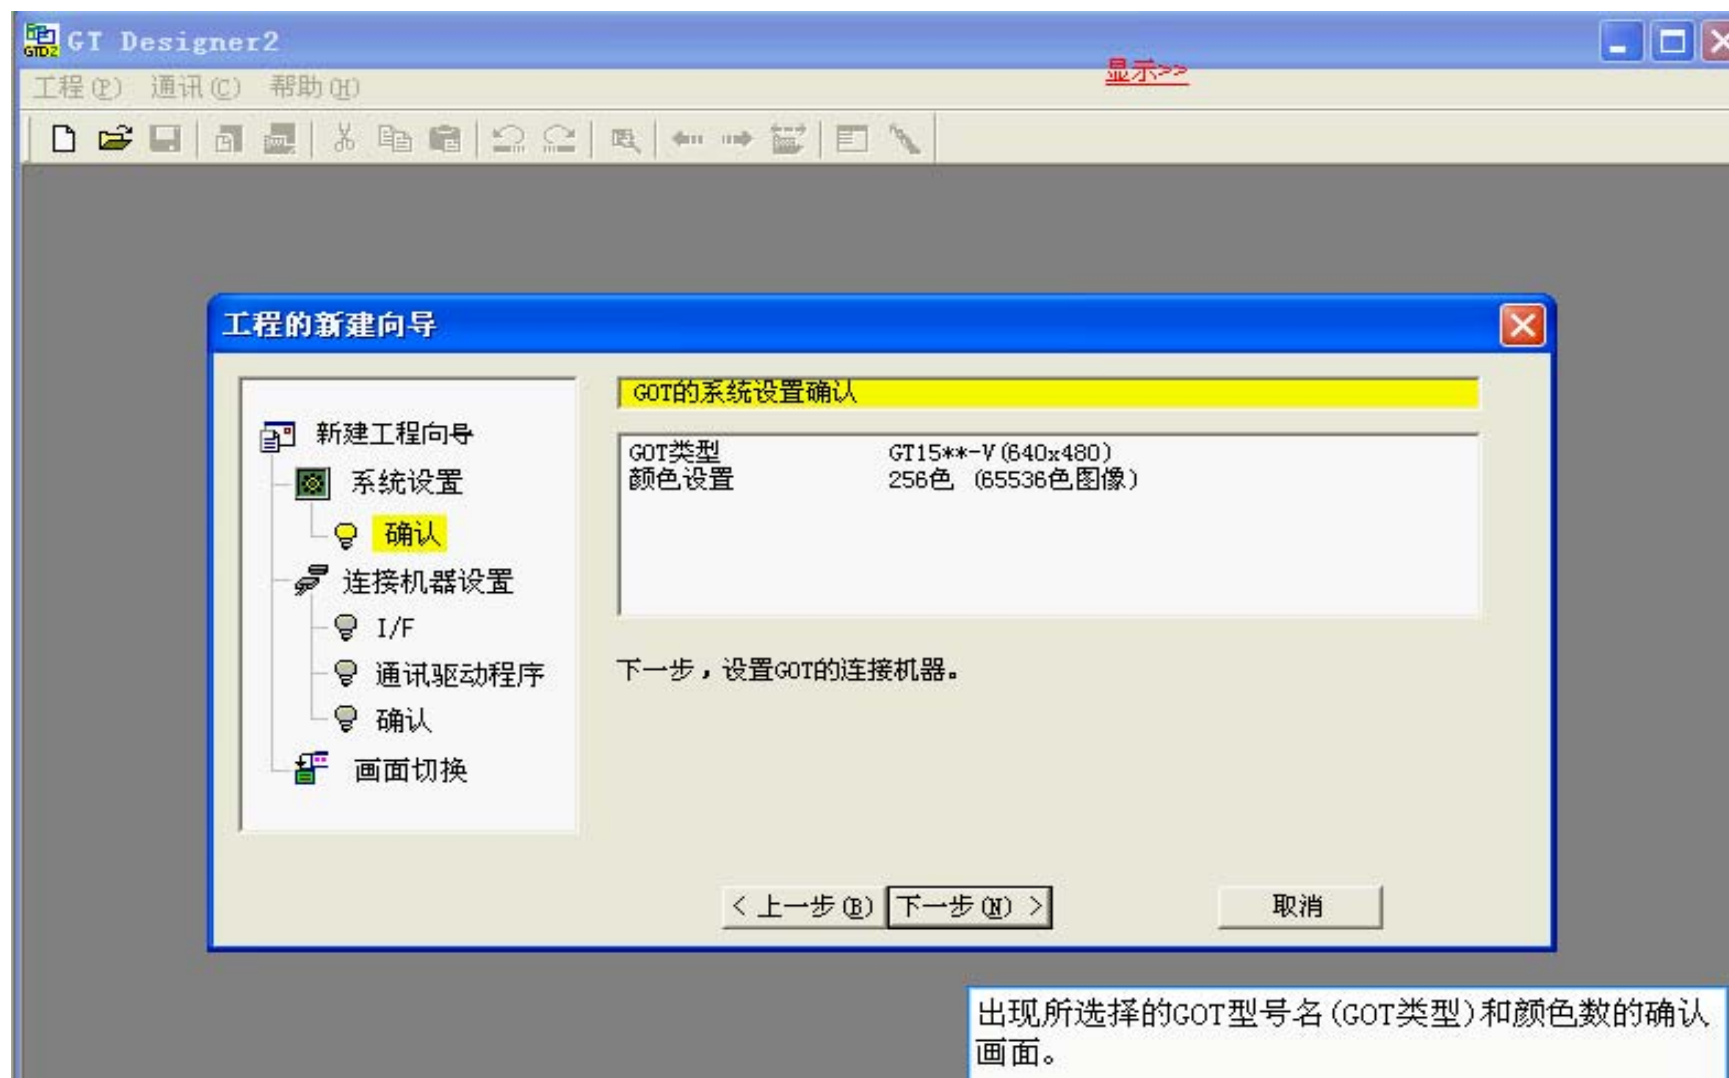 GT Designer2
显示>>
工程(P) 通讯(C) 帮助(H)
工程的新建向导
GOT的系统设置确认
新建工程向导
系统设置
确认
连接机器设置
I/F
通讯驱动程序
确认
画面切换
GOT类型 GT15**-V(640x480)
颜色设置 256色 (65536色图像)
下一步，设置GOT的连接机器。
< 上一步(B) 下一步(N) > 取消
出现所选择的GOT型号名(GOT类型)和颜色数的确认
画面。